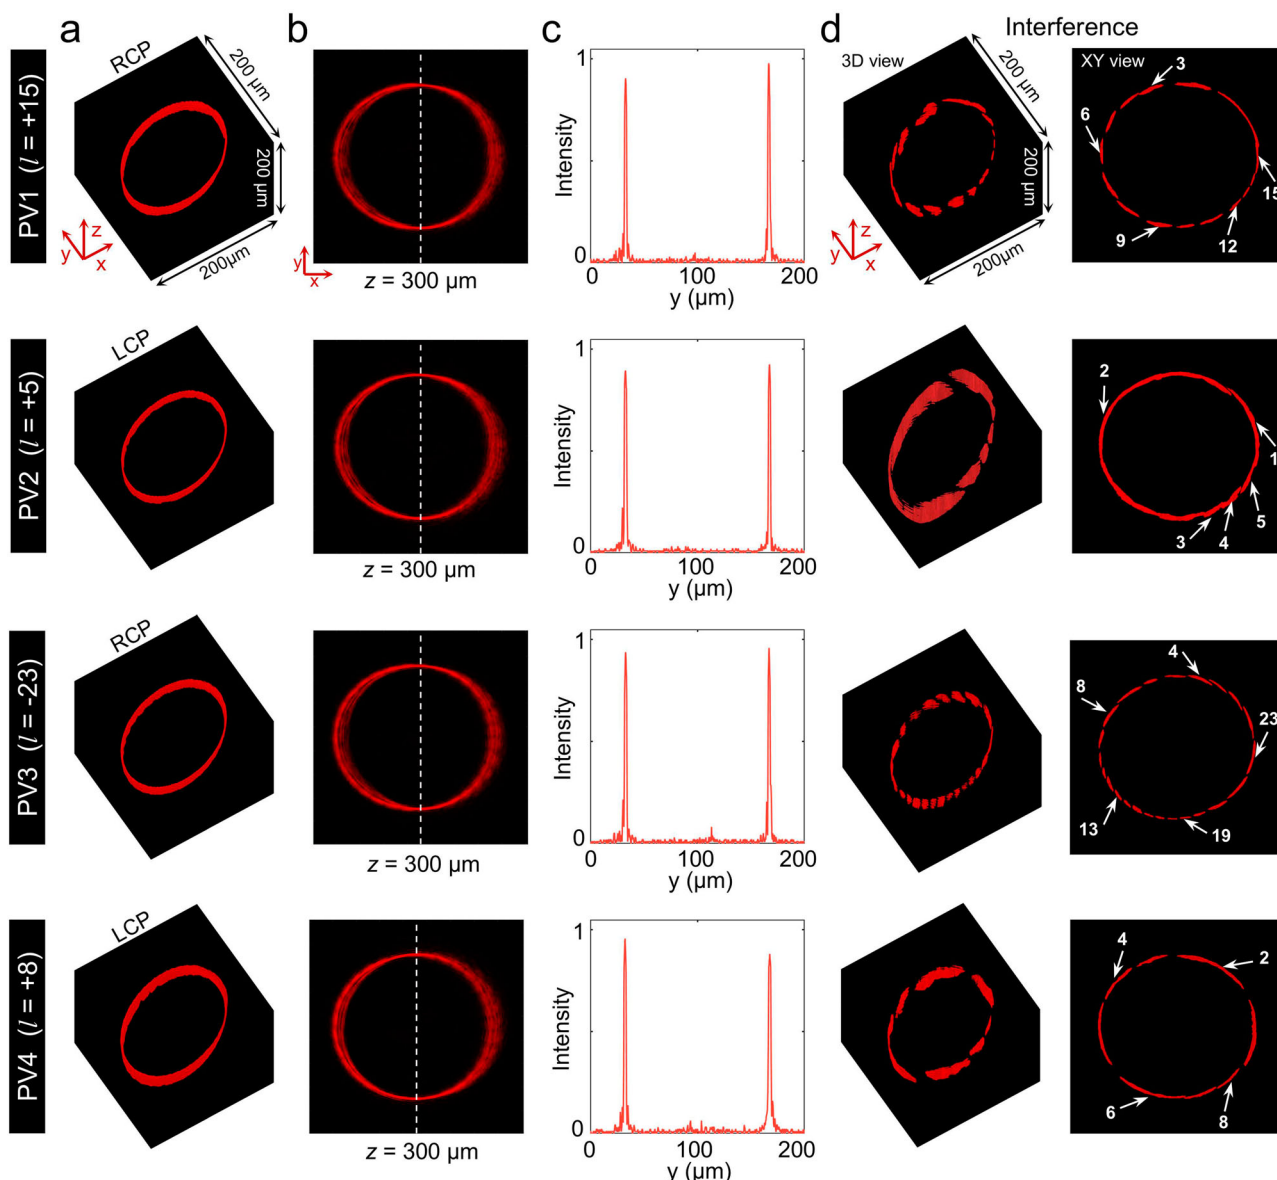 a
b
c
d
Interference
PV1 (l = +15)
RCP
200 µm
200 µm
200µm
z
y
x
y
x
z = 300 µm
1
Intensity
0
0
100
200
y (µm)
3D view
200 µm
200 µm
200µm
z
y
x
XY view
3
6
9
12
15
PV2 (l = +5)
LCP
z = 300 µm
1
Intensity
0
0
100
200
y (µm)
2
1
5
4
3
PV3 (l = -23)
RCP
z = 300 µm
1
Intensity
0
0
100
200
y (µm)
4
8
23
13
19
PV4 (l = +8)
LCP
z = 300 µm
1
Intensity
0
0
100
200
y (µm)
4
2
6
8